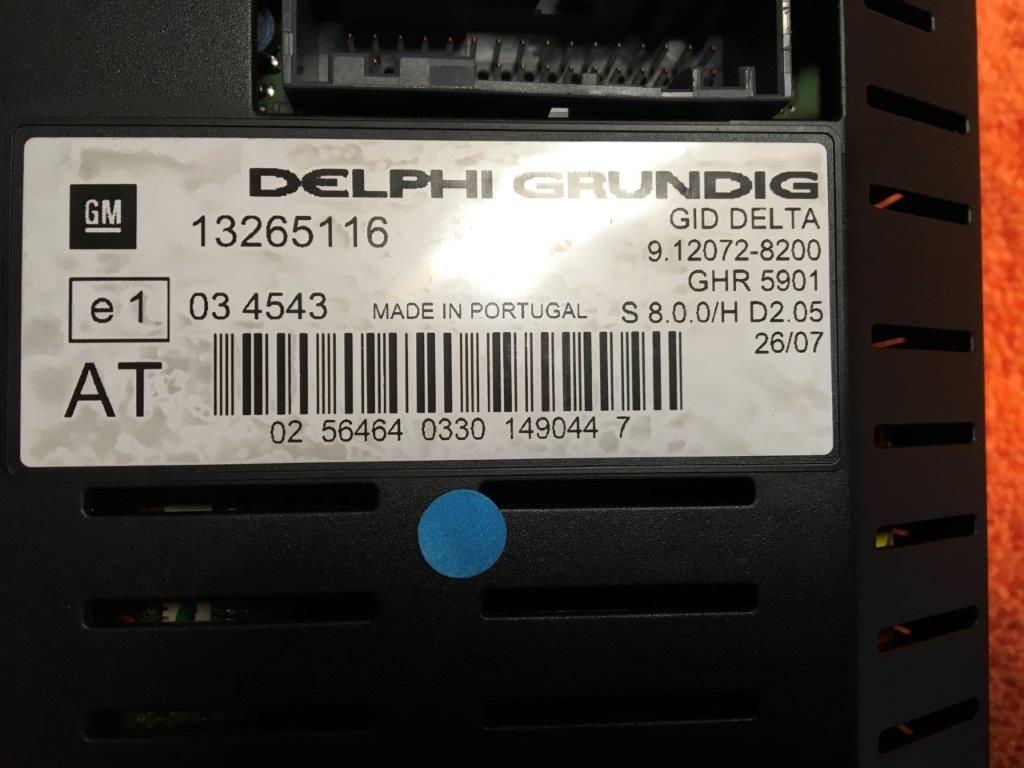 DELPHI GRUNDIG
GM
13265116
GID DELTA
9.12072-8200
GHR 5901
e1
03 4543
MADE IN PORTUGAL
S 8.0.0/H D2.05
26/07
AT
02 56464 0330 149044 7